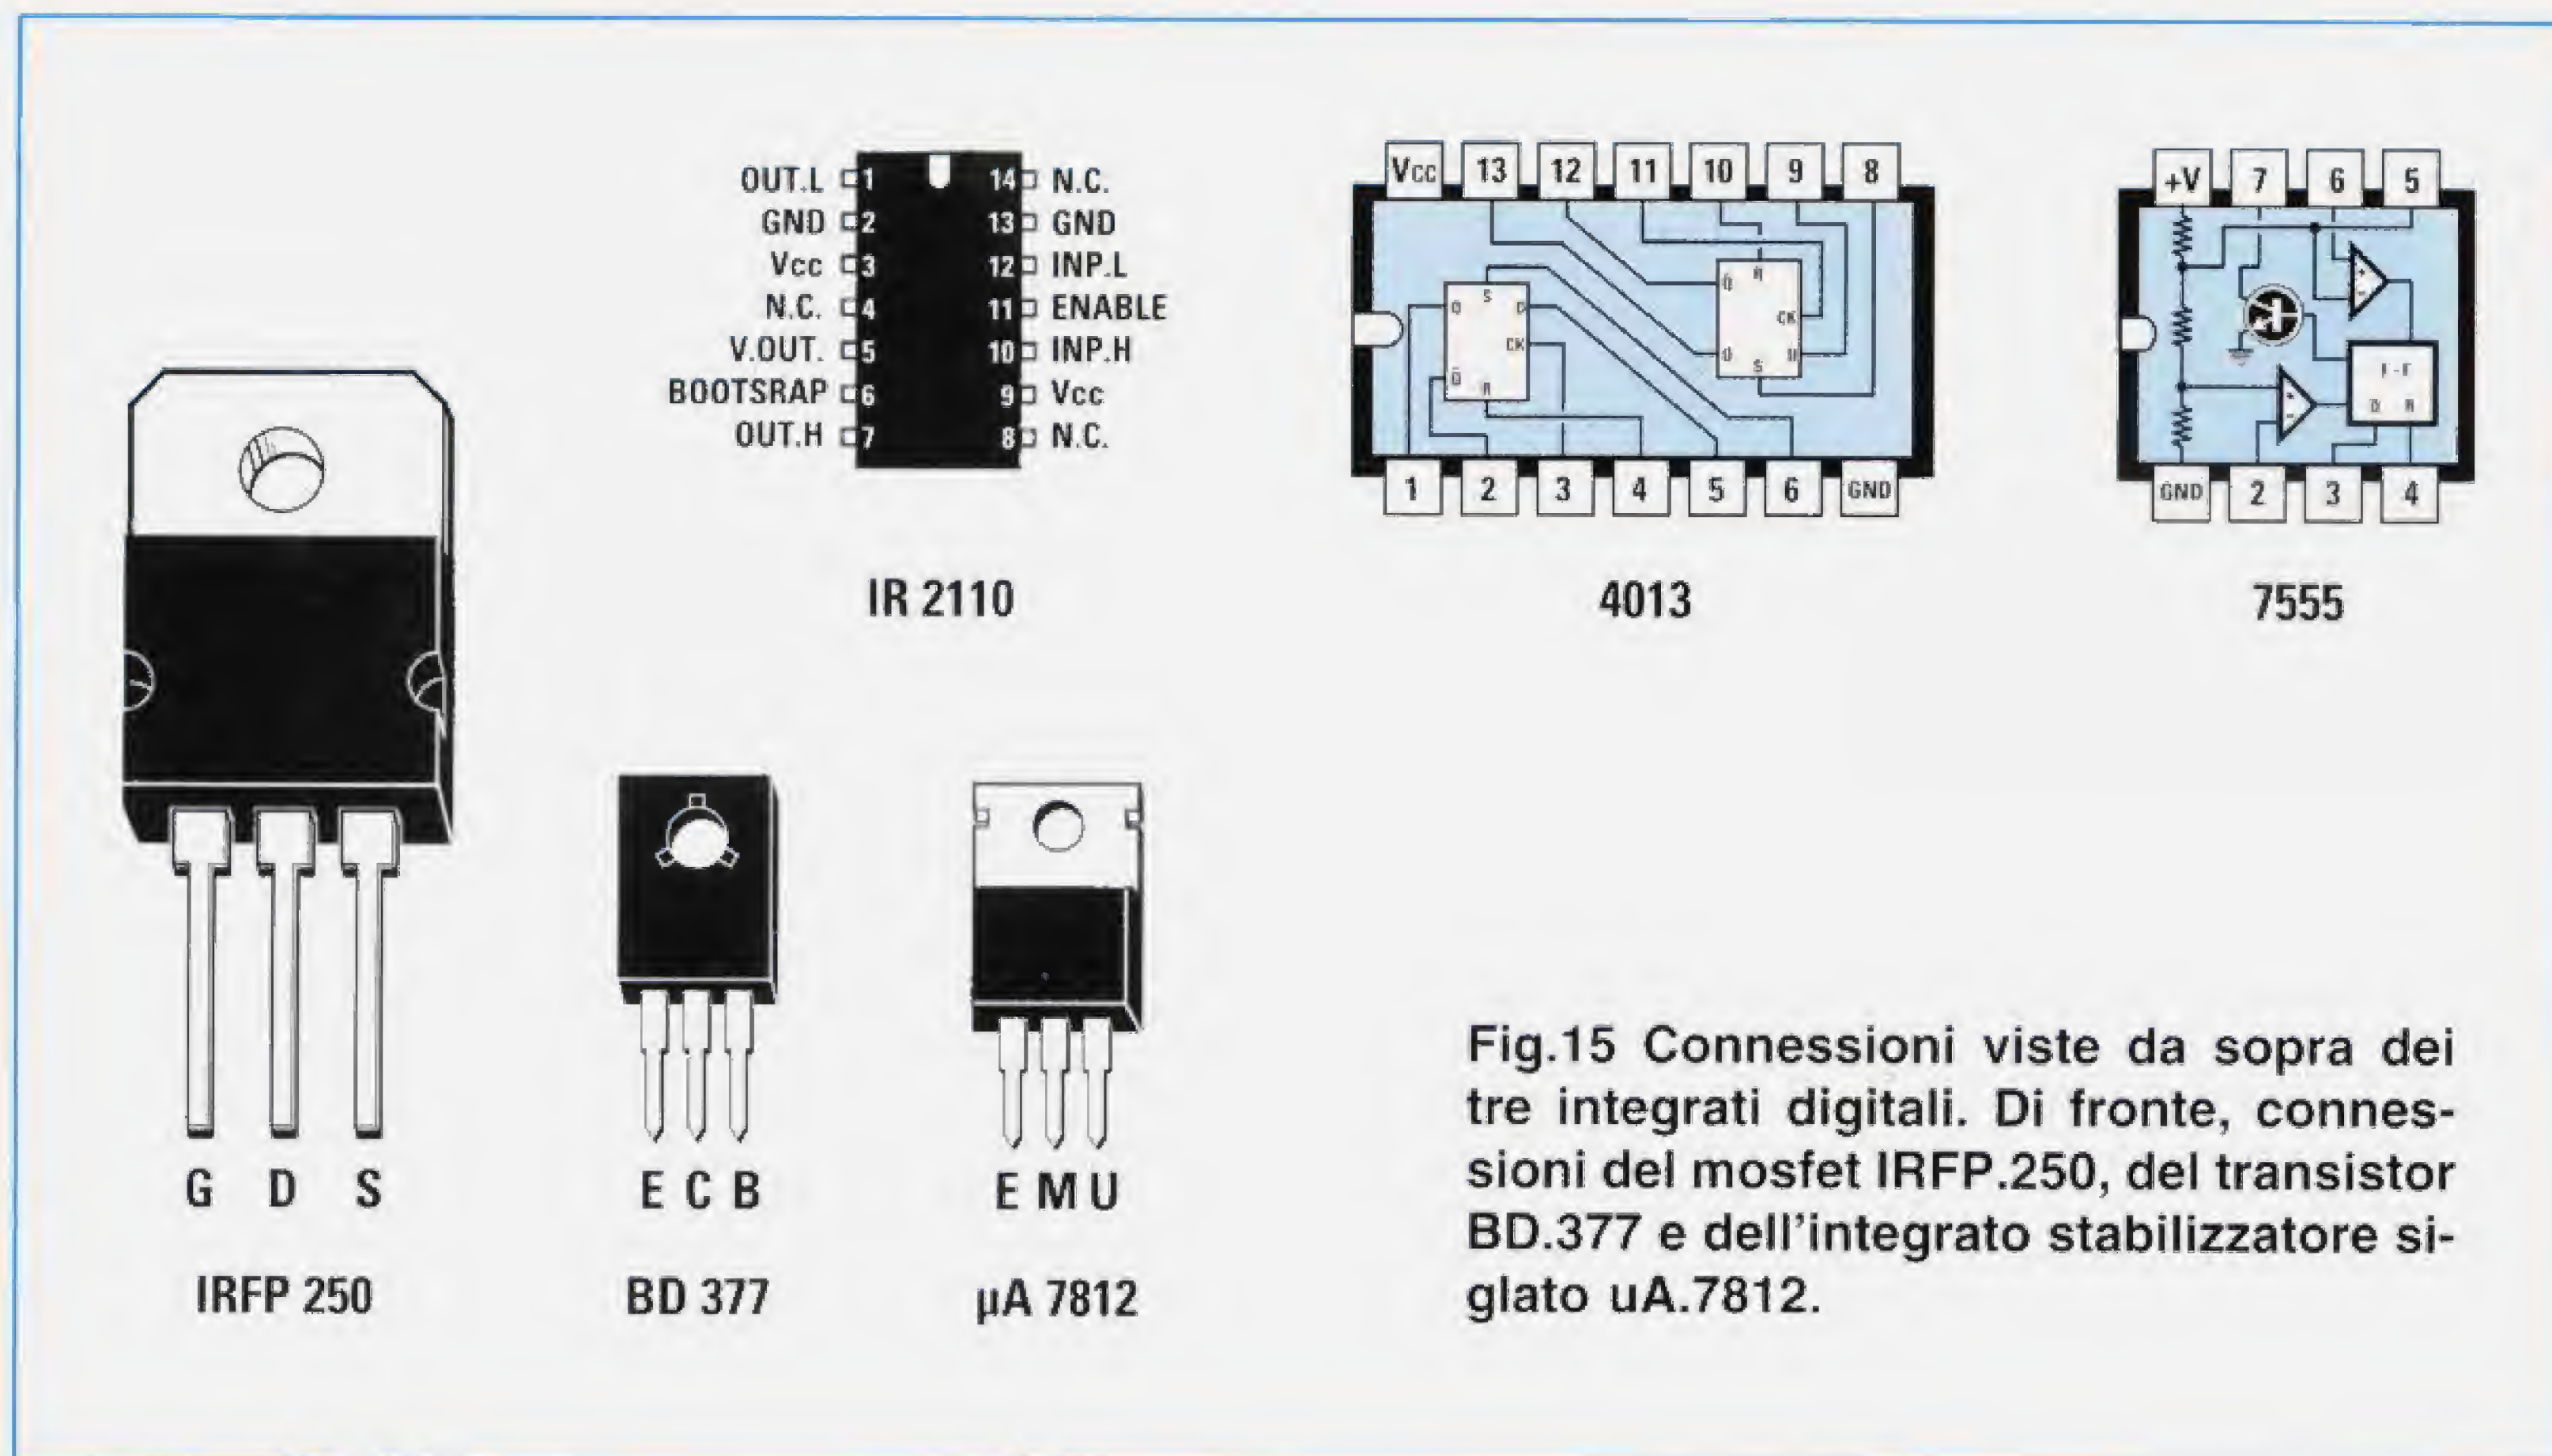 OUT.L 1 14 N.C.
GND 2 13 GND
Vcc 3 12 INP.L
N.C. 4 11 ENABLE
V.OUT. 5 10 INP.H
BOOTSRAP 6 9 Vcc
OUT.H 7 8 N.C.
IR 2110
Vcc 13 12 11 10 9 8
Q S D
CK
Q R
Q R
CK
Q D
S
1 2 3 4 5 6 GND
4013
+V 7 6 5
+ -
+ -
F-F
Q R
GND 2 3 4
7555
G D S
IRFP 250
E C B
BD 377
E M U
µA 7812
Fig.15 Connessioni viste da sopra dei
tre integrati digitali. Di fronte, connes-
sioni del mosfet IRFP.250, del transistor
BD.377 e dell'integrato stabilizzatore si-
glato uA.7812.